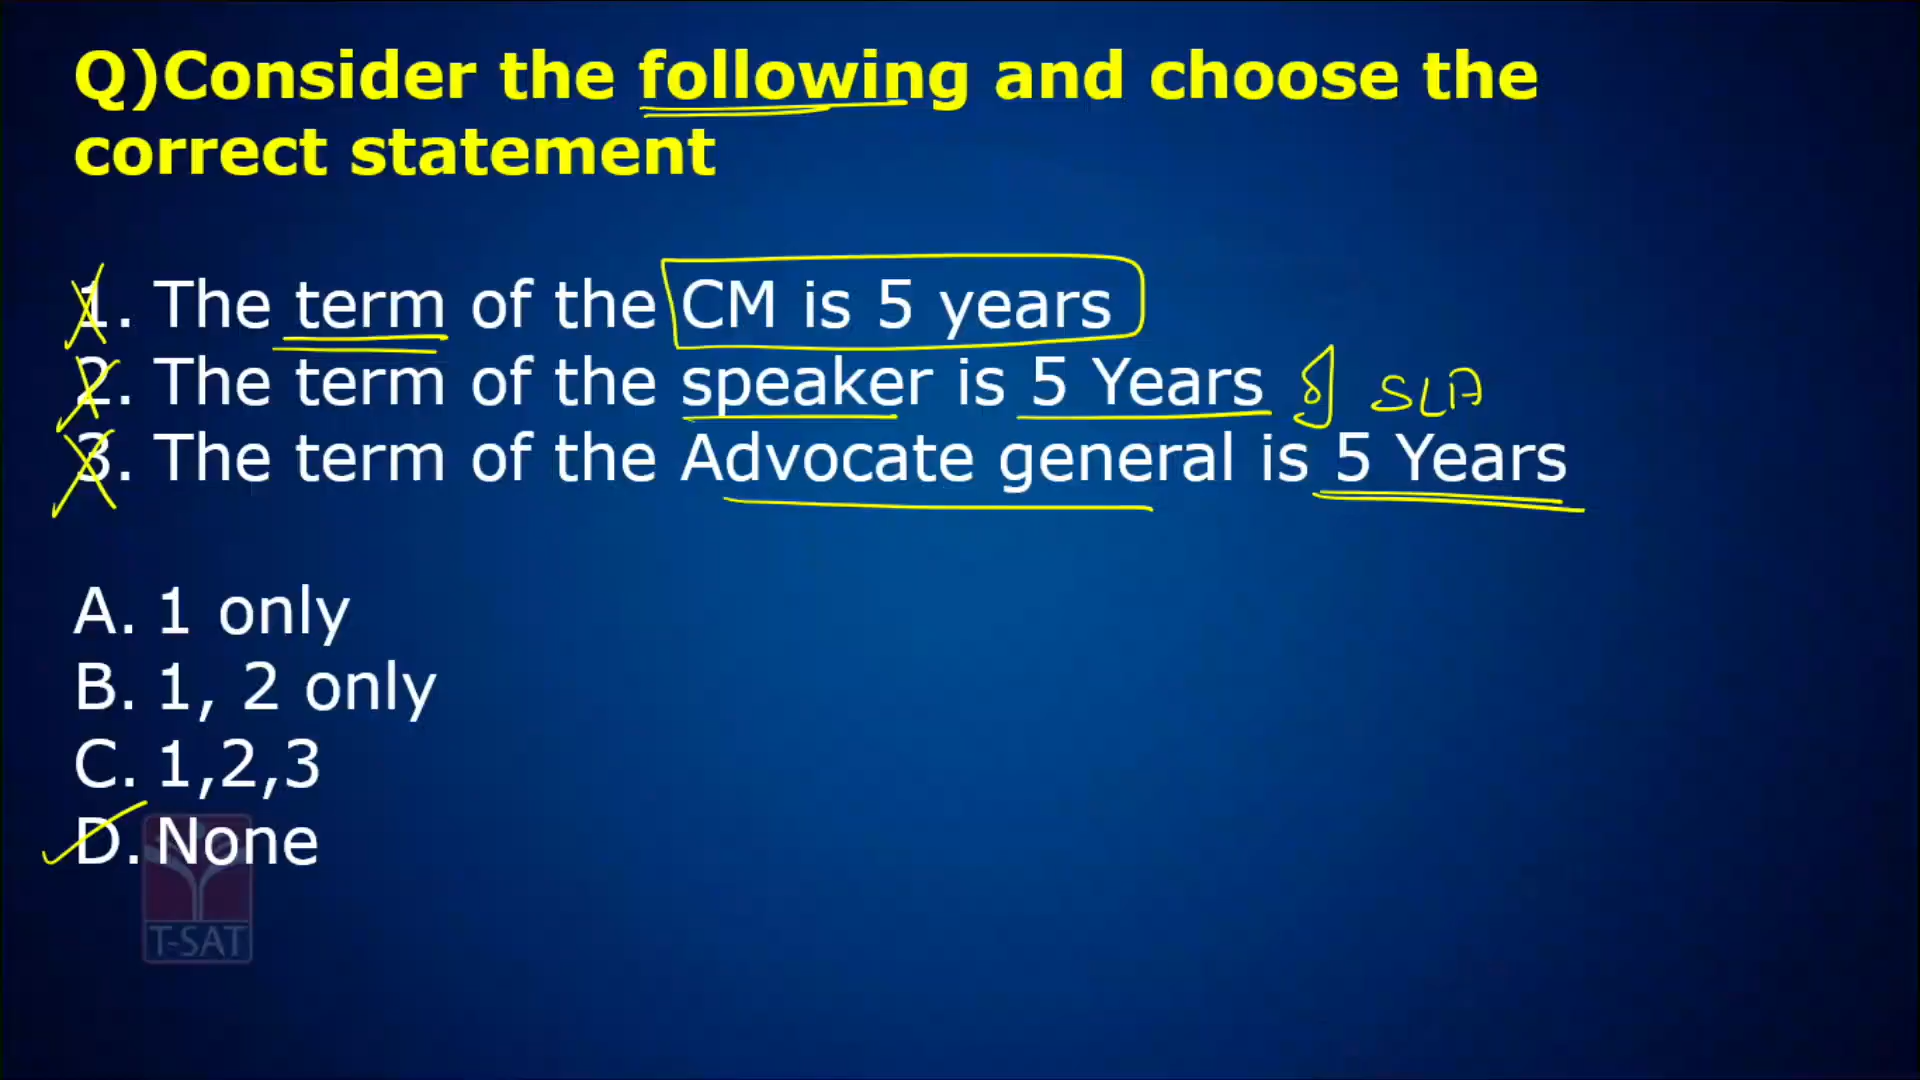 Q)Consider the following and choose the
correct statement
1. The term of the CM is 5 years
2. The term of the speaker is 5 Years SLA
3. The term of the Advocate general is 5 Years
A. 1 only
B. 1, 2 only
C. 1,2,3
D. None
T-SAT